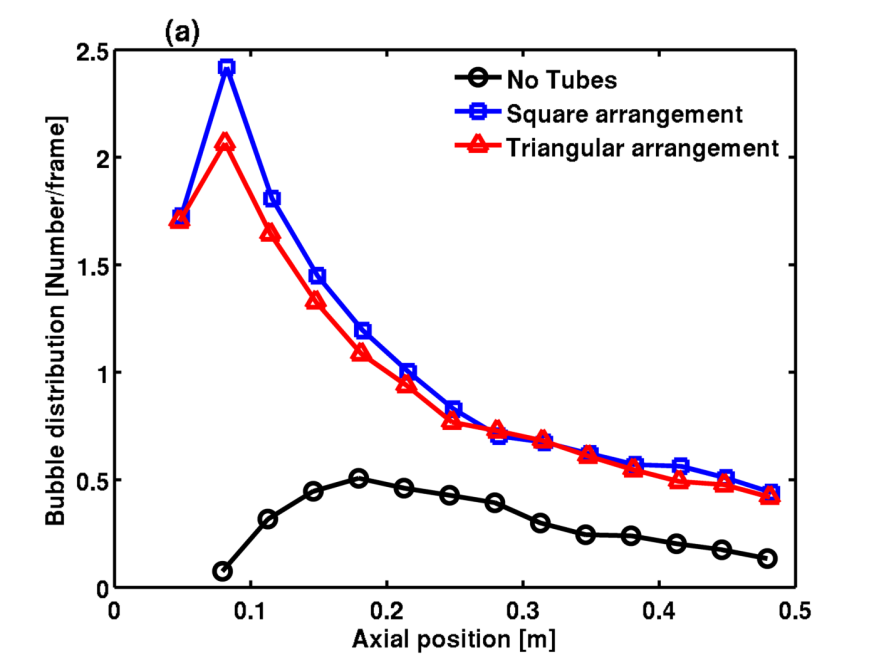 (a)
2.5
2
1.5
1
0.5
0
Bubble distribution [Number/frame]
No Tubes
Square arrangement
Triangular arrangement
0 0.1 0.2 0.3 0.4 0.5
Axial position [m]